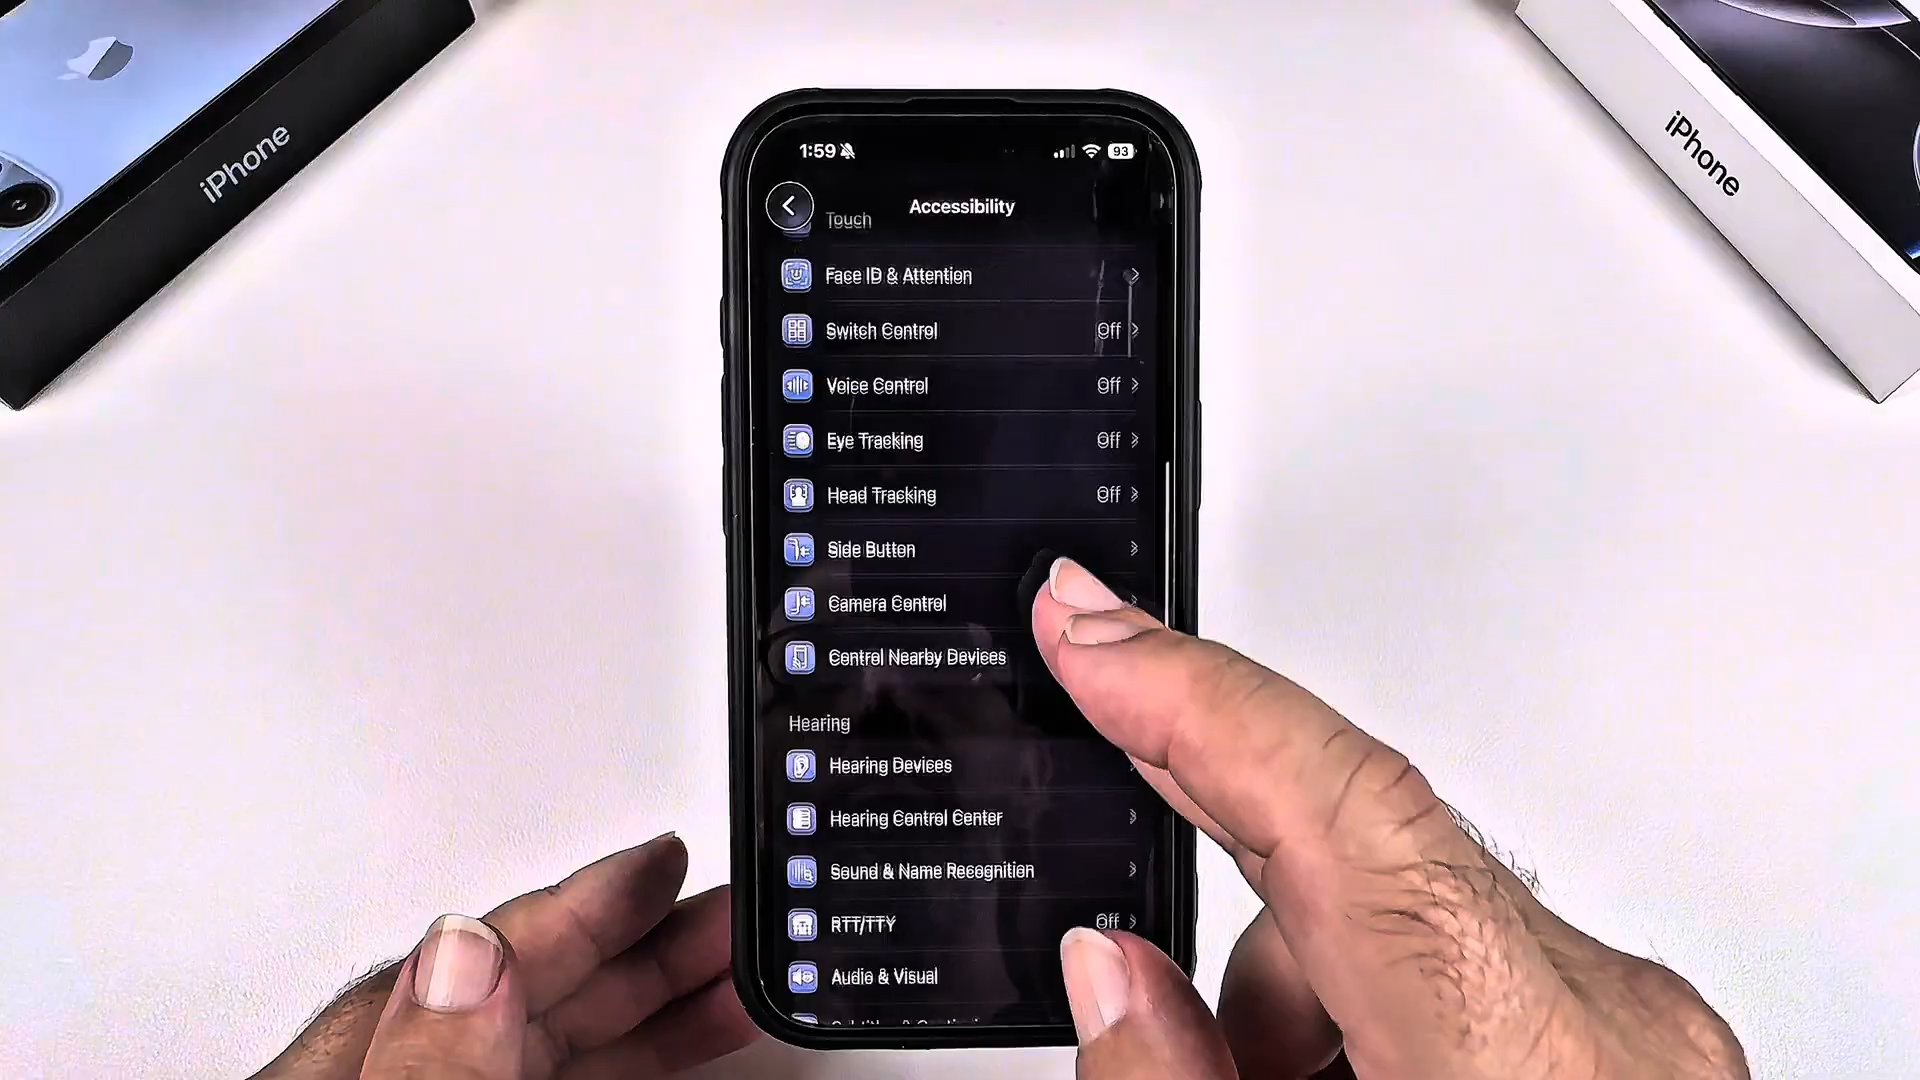 iPhone
iPhone
1:59
93
Accessibility
Touch
Face ID & Attention
Switch Control Off
Voice Control Off
Eye Tracking Off
Head Tracking Off
Side Button
Camera Control
Control Nearby Devices
Hearing
Hearing Devices
Hearing Control Center
Sound & Name Recognition
RTT/TTY Off
Audio & Visual